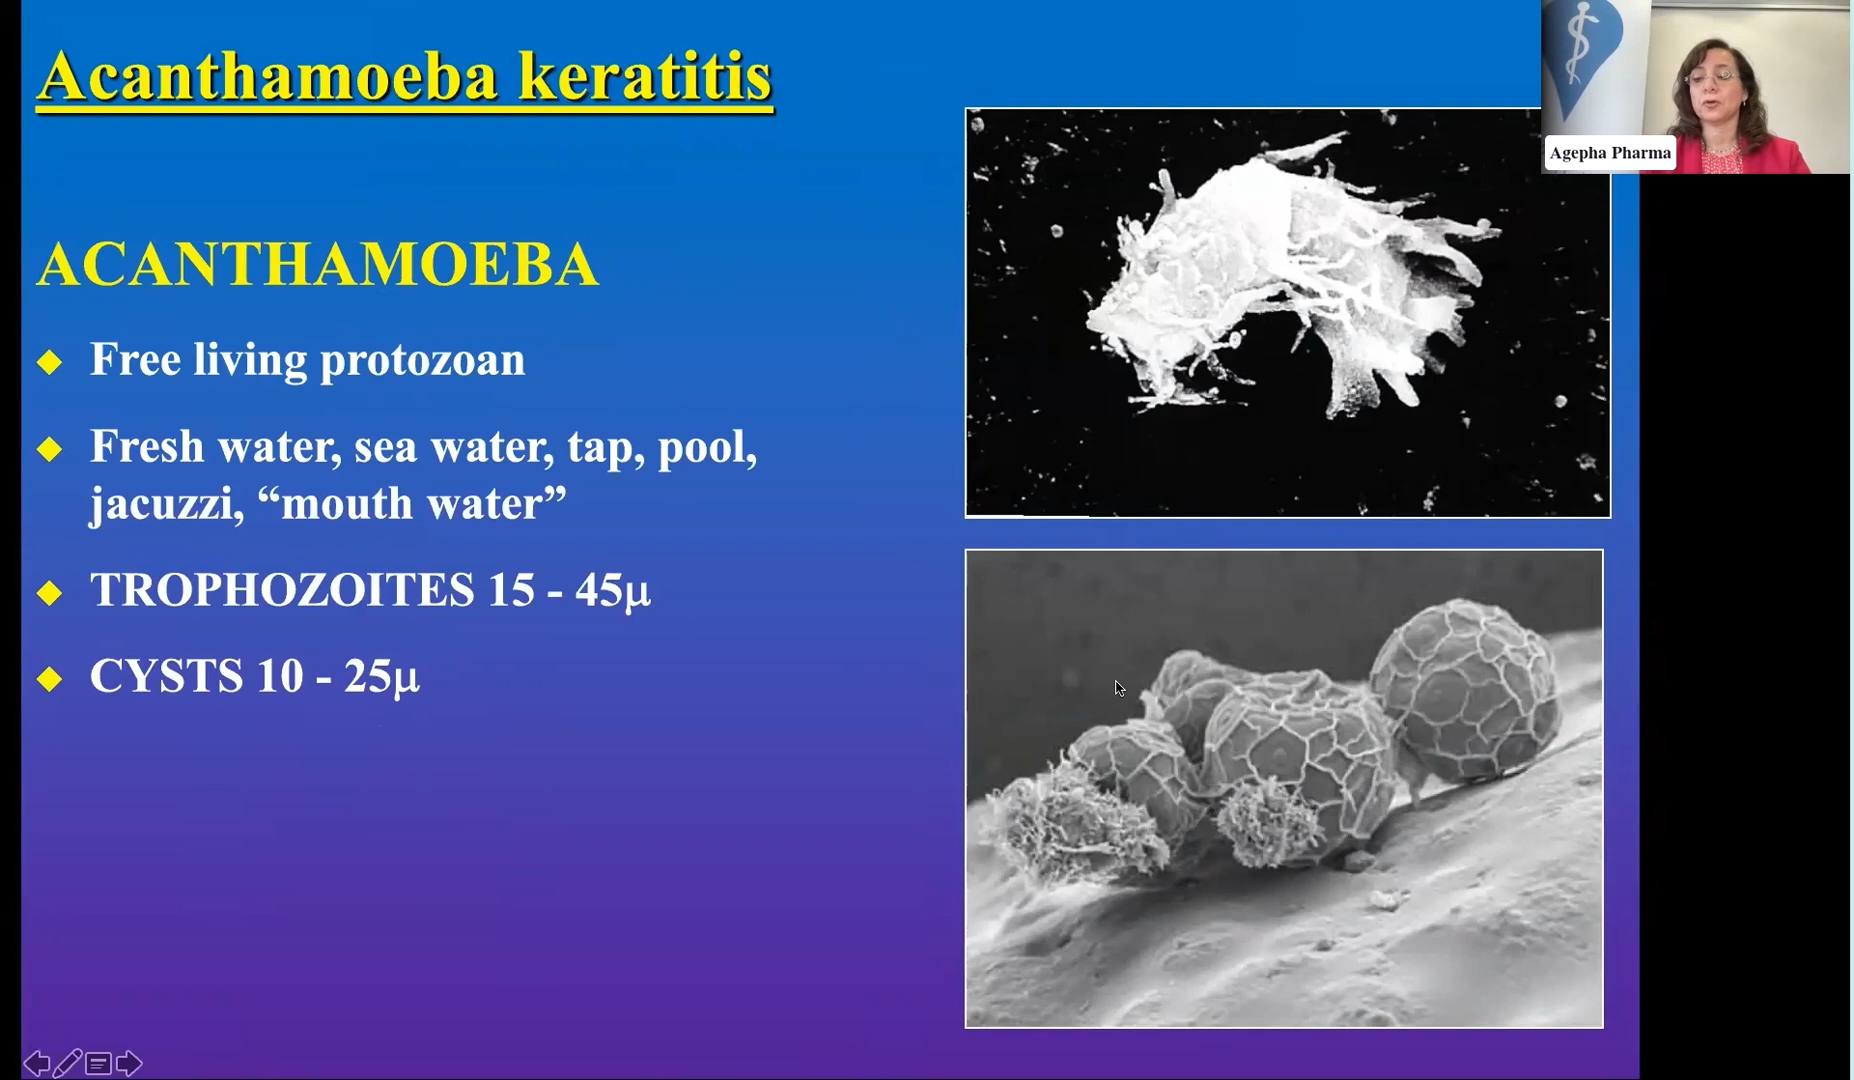 Acanthamoeba keratitis
Agepha Pharma
ACANTHAMOEBA
Free living protozoan
Fresh water, sea water, tap, pool,
jacuzzi, “mouth water”
TROPHOZOITES 15 - 45μ
CYSTS 10 - 25μ